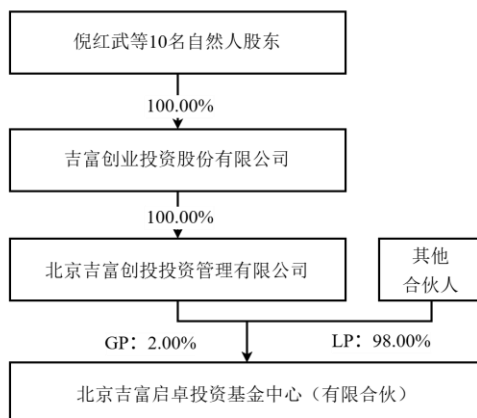 倪红武等10名自然人股东
100.00%
吉富创业投资股份有限公司
100.00%
北京吉富创投投资管理有限公司
其他
合伙人
GP：2.00%
LP：98.00%
北京吉富启卓投资基金中心（有限合伙）